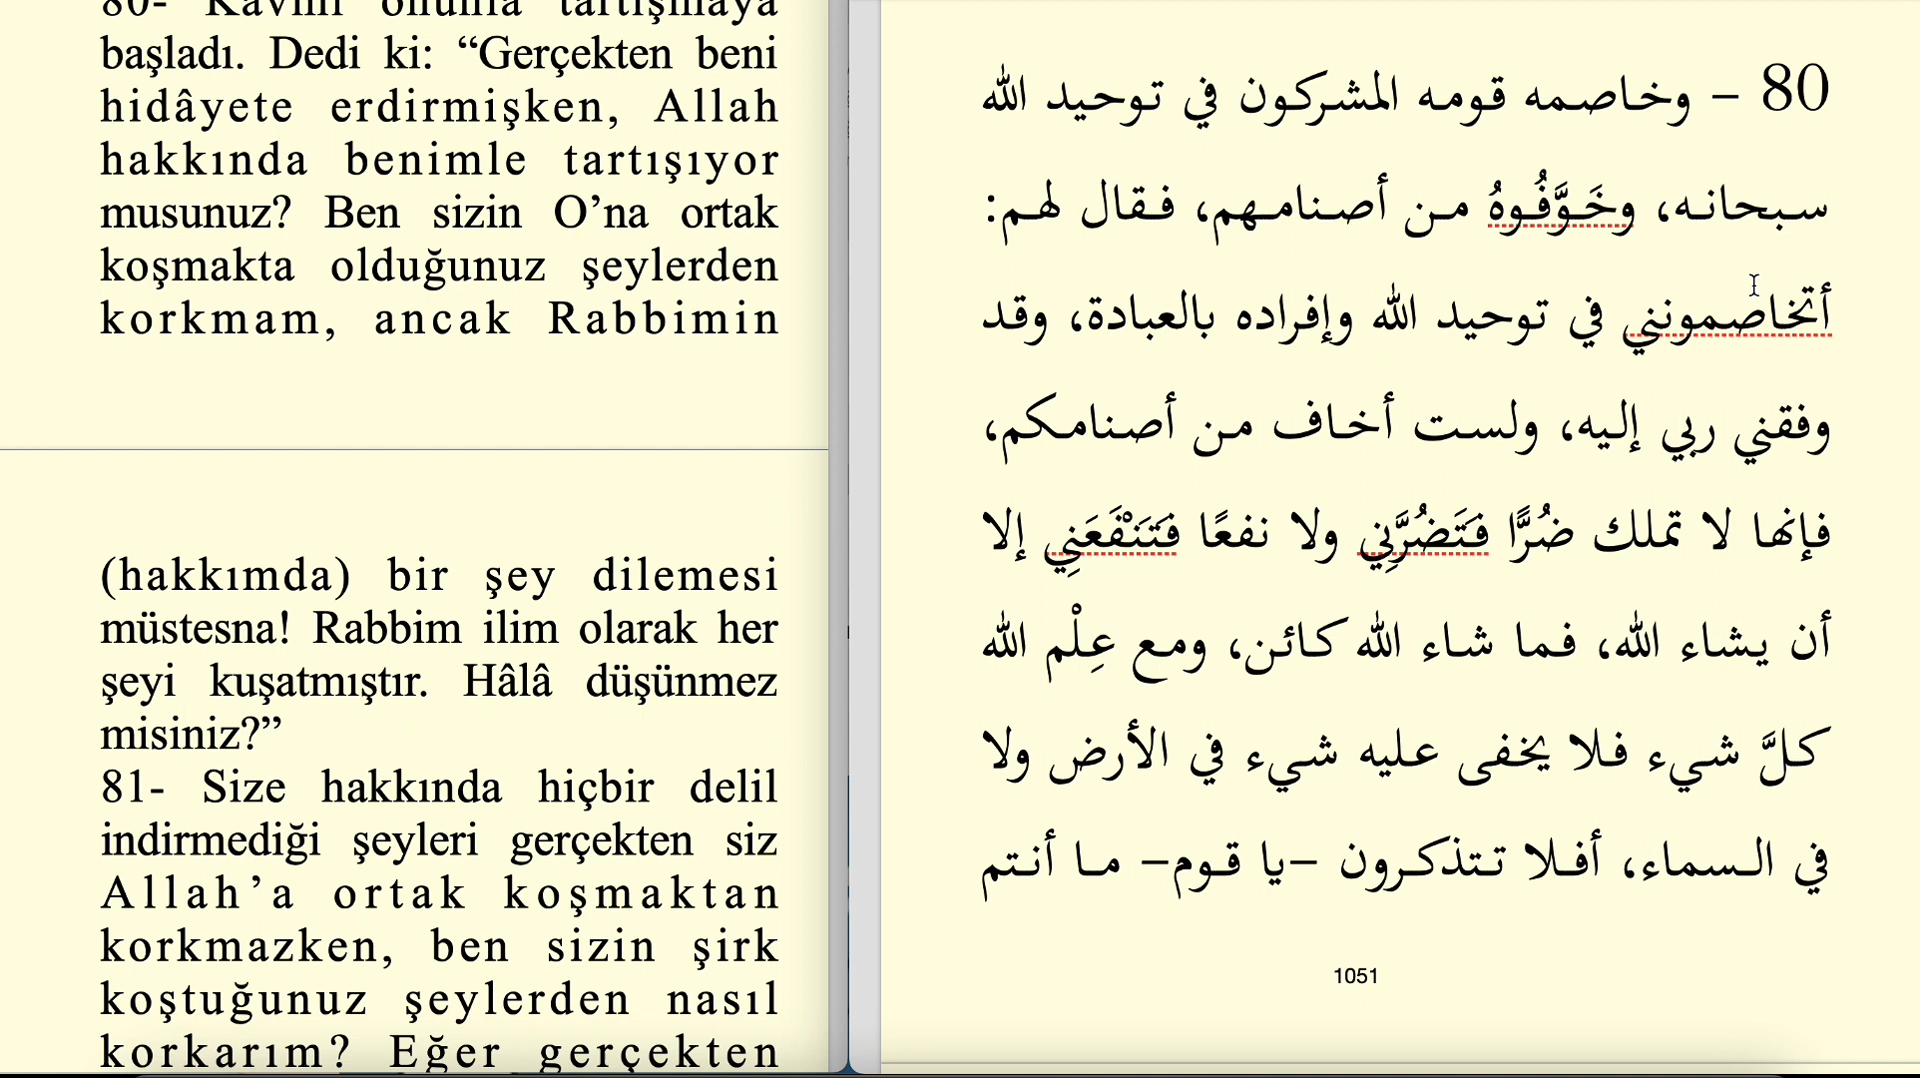 80- Kavmi onunla tartışmaya
başladı. Dedi ki: “Gerçekten beni
hidâyete erdirmişken, Allah
hakkında benimle tartışıyor
musunuz? Ben sizin O’na ortak
koşmakta olduğunuz şeylerden
korkmam, ancak Rabbimin
(hakkımda) bir şey dilemesi
müstesna! Rabbim ilim olarak her
şeyi kuşatmıştır. Hâlâ düşünmez
misiniz?”
81- Size hakkında hiçbir delil
indirmediği şeyleri gerçekten siz
Allah’a ortak koşmaktan
korkmazken, ben sizin şirk
koştuğunuz şeylerden nasıl
korkarım? Eğer gerçekten
80 – وخاصمه قومه المشركون في توحيد الله
سبحانه، وخَوَّفُوهُ من أصنامهم، فقال لهم:
أتخاصمونني في توحيد الله وإفراده بالعبادة، وقد
وفقني ربي إليه، ولست أخاف من أصنامكم،
فإنها لا تملك ضُرًّا فتَضُرَّنِي ولا نفعًا فتَنْفَعَنِي إلا
أن يشاء الله، فما شاء الله كائن، ومع عِلْم الله
كلَّ شيء فلا يخفى عليه شيء في الأرض ولا
في السماء، أفلا تتذكرون –يا قوم– ما أنتم
1051